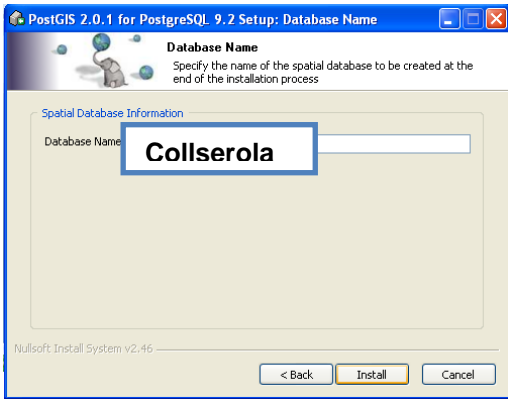 PostGIS 2.0.1 for PostgreSQL 9.2 Setup: Database Name
Database Name
Specify the name of the spatial database to be created at the
end of the installation process
Spatial Database Information
Database Name
Collserola
Nullsoft Install System v2.46
< Back
Install
Cancel